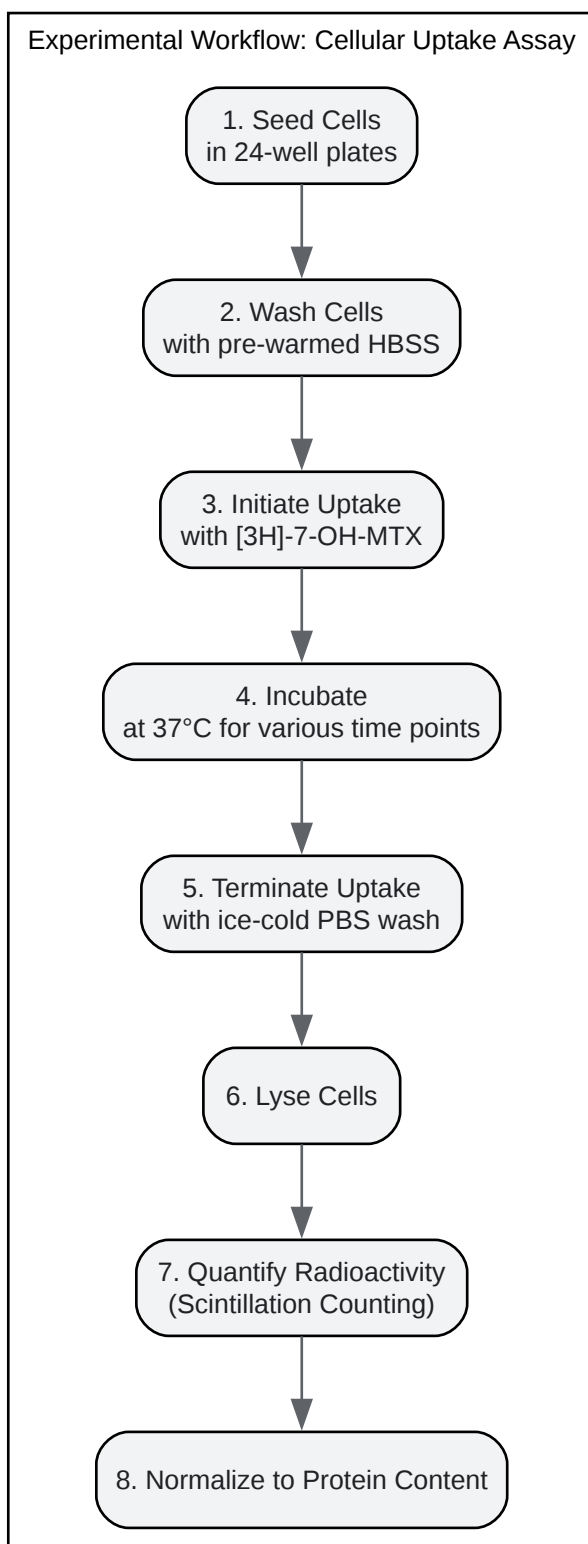 Experimental Workflow: Cellular Uptake Assay
1. Seed Cells
in 24-well plates
2. Wash Cells
with pre-warmed HBSS
3. Initiate Uptake
with [3H]-7-OH-MTX
4. Incubate
at 37°C for various time points
5. Terminate Uptake
with ice-cold PBS wash
6. Lyse Cells
7. Quantify Radioactivity
(Scintillation Counting)
8. Normalize to Protein Content